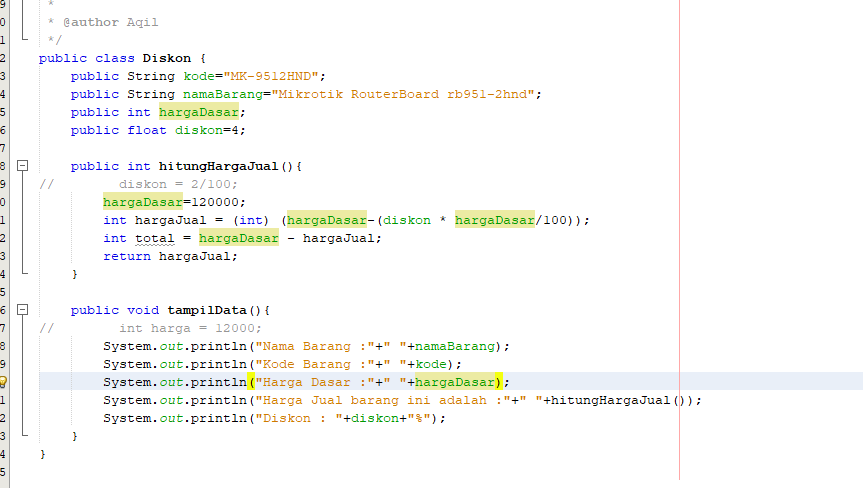 9 *
0 * @author Aqil
1 */
2 public class Diskon {
3 public String kode="MK-9512HND";
4 public String namaBarang="Mikrotik RouterBoard rb951-2hnd";
5 public int hargaDasar;
6 public float diskon=4;
7
8 public int hitungHargaJual(){
9 // diskon = 2/100;
0 hargaDasar=120000;
1 int hargaJual = (int) (hargaDasar-(diskon * hargaDasar/100));
2 int total = hargaDasar - hargaJual;
3 return hargaJual;
4 }
5
6 public void tampilData(){
7 // int harga = 12000;
8 System.out.println("Nama Barang :"+" "+namaBarang);
9 System.out.println("Kode Barang :"+" "+kode);
System.out.println("Harga Dasar :"+" "+hargaDasar);
1 System.out.println("Harga Jual barang ini adalah :"+" "+hitungHargaJual());
2 System.out.println("Diskon : "+diskon+"%");
3 }
4 }
5